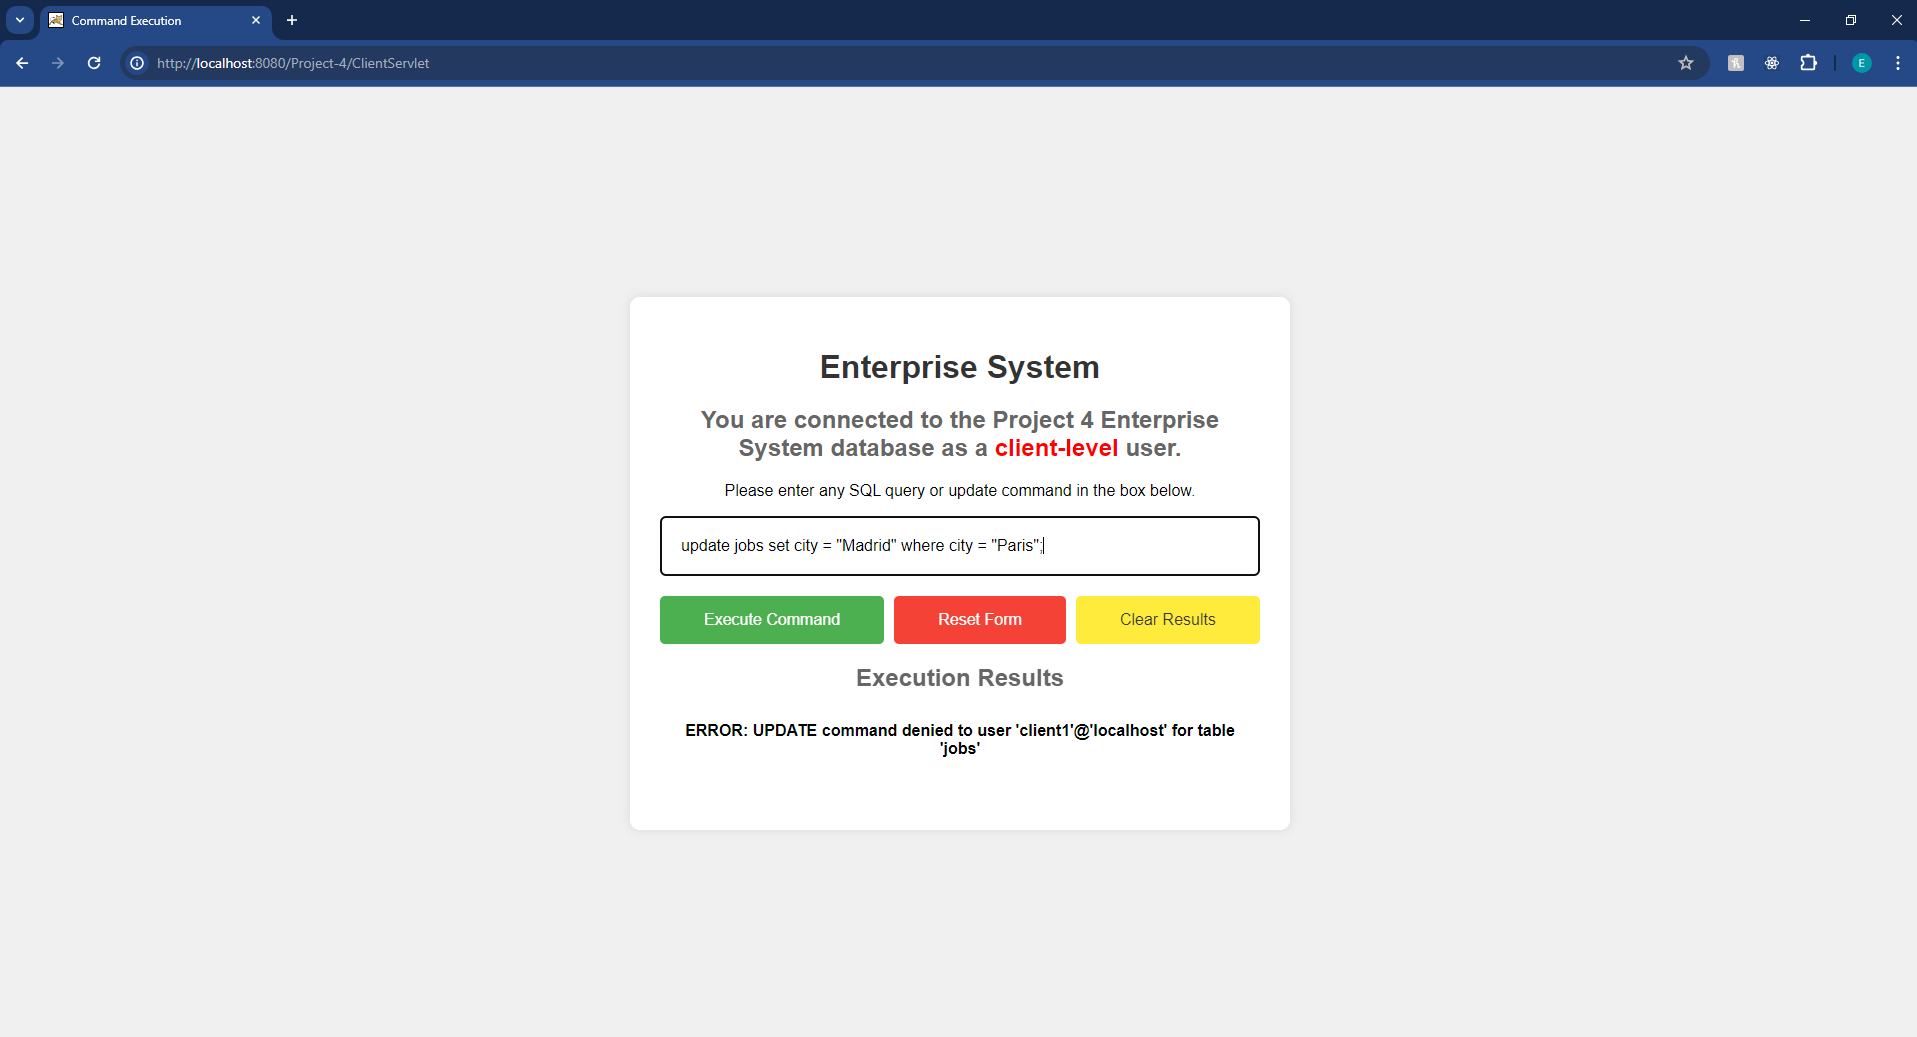 Command Execution
http://localhost:8080/Project-4/ClientServlet
E
Enterprise System
You are connected to the Project 4 Enterprise
System database as a client-level user.
Please enter any SQL query or update command in the box below.
update jobs set city = "Madrid" where city = "Paris";
Execute Command
Reset Form
Clear Results
Execution Results
ERROR: UPDATE command denied to user 'client1'@'localhost' for table
'jobs'